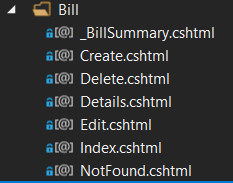 Bill
[@] _BillSummary.cshtml
[@] Create.cshtml
[@] Delete.cshtml
[@] Details.cshtml
[@] Edit.cshtml
[@] Index.cshtml
[@] NotFound.cshtml